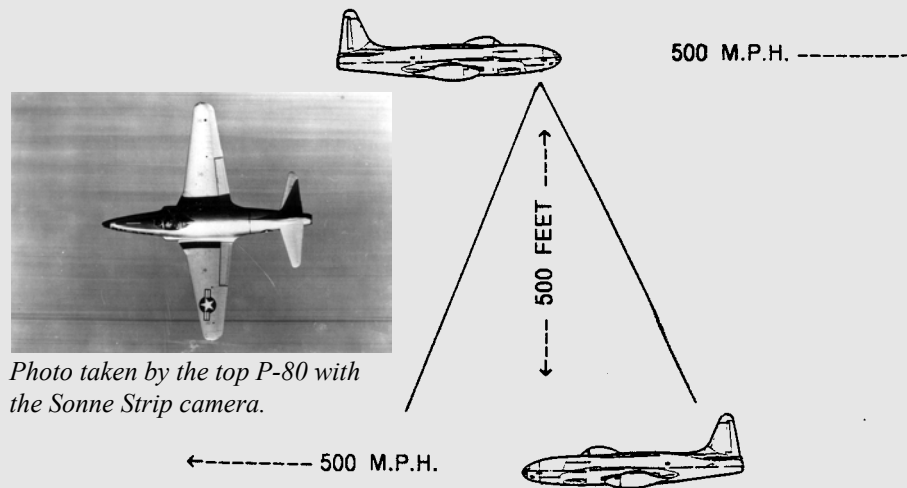 500 M.P.H.
500 FEET
Photo taken by the top P-80 with
the Sonne Strip camera.
500 M.P.H.